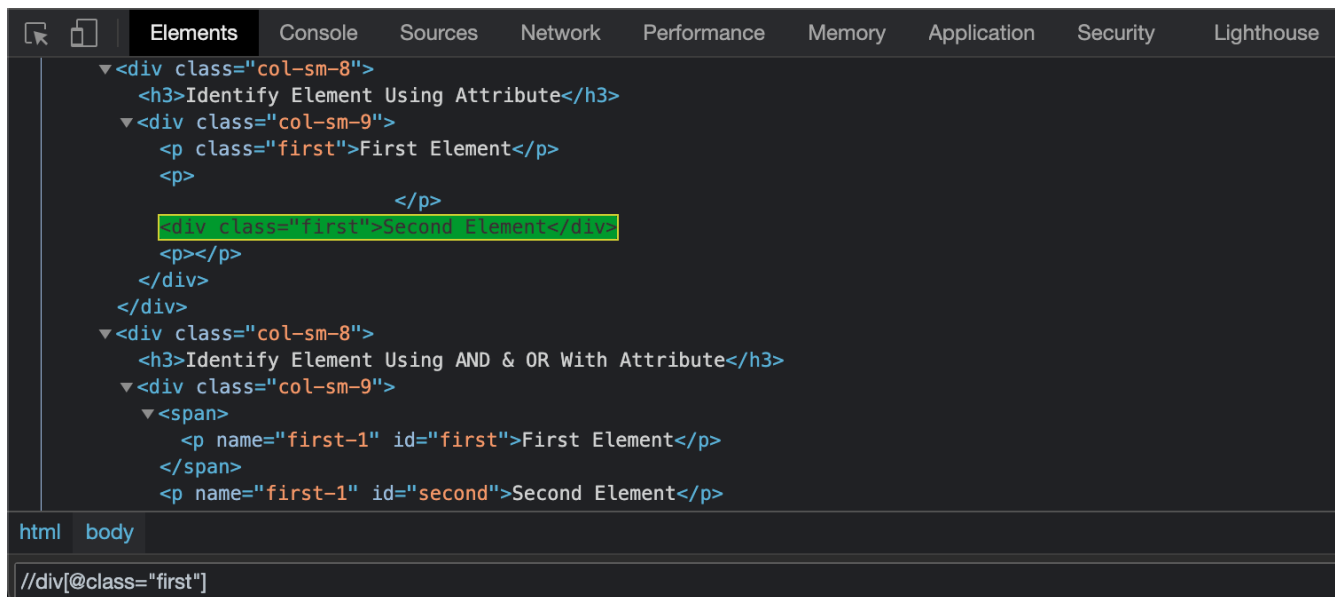 Elements Console Sources Network Performance Memory Application Security Lighthouse
<div class="col-sm-8">
<h3>Identify Element Using Attribute</h3>
<div class="col-sm-9">
<p class="first">First Element</p>
<p>
</p>
<div class="first">Second Element</div>
<p></p>
</div>
</div>
<div class="col-sm-8">
<h3>Identify Element Using AND & OR With Attribute</h3>
<div class="col-sm-9">
<span>
<p name="first-1" id="first">First Element</p>
</span>
<p name="first-1" id="second">Second Element</p>
html body
//div[@class="first"]